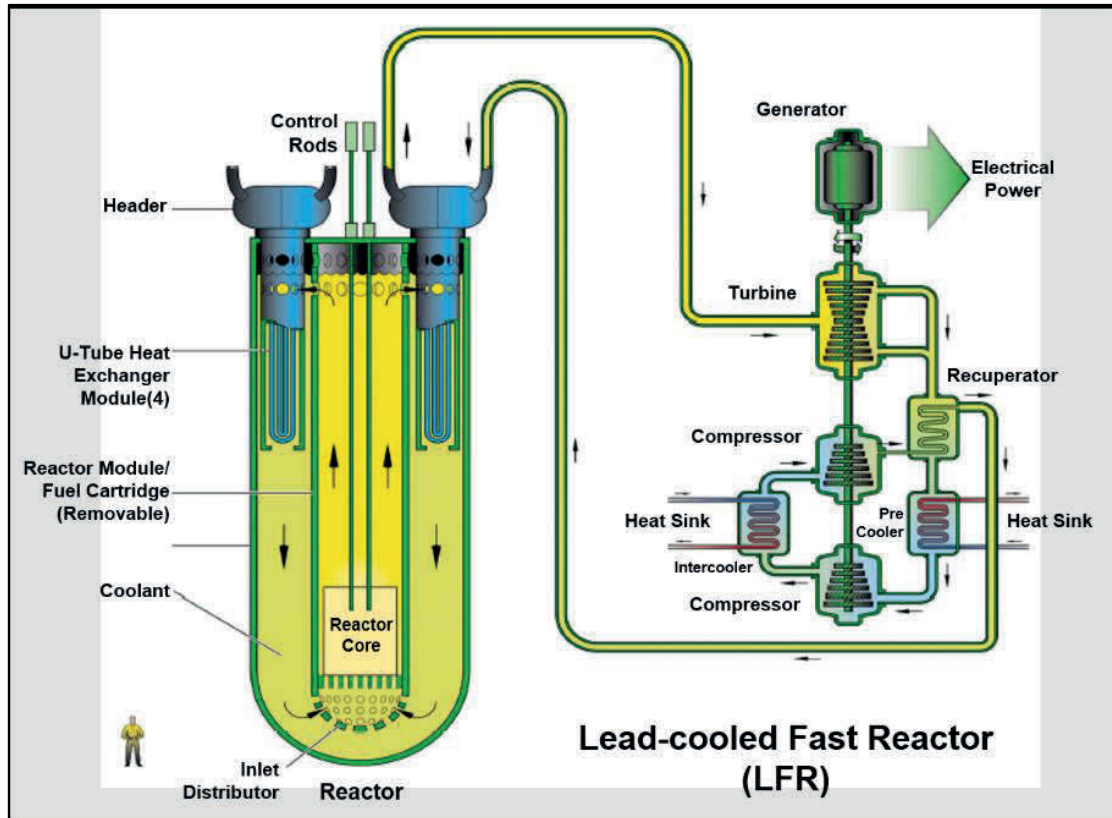 Control
Rods
Header
U-Tube Heat
Exchanger
Module(4)
Reactor Module/
Fuel Cartridge
(Removable)
Coolant
Reactor
Core
Inlet
Distributor
Reactor
Generator
Electrical
Power
Turbine
Recuperator
Compressor
Heat Sink
Pre
Cooler
Heat Sink
Intercooler
Compressor
Lead-cooled Fast Reactor
(LFR)